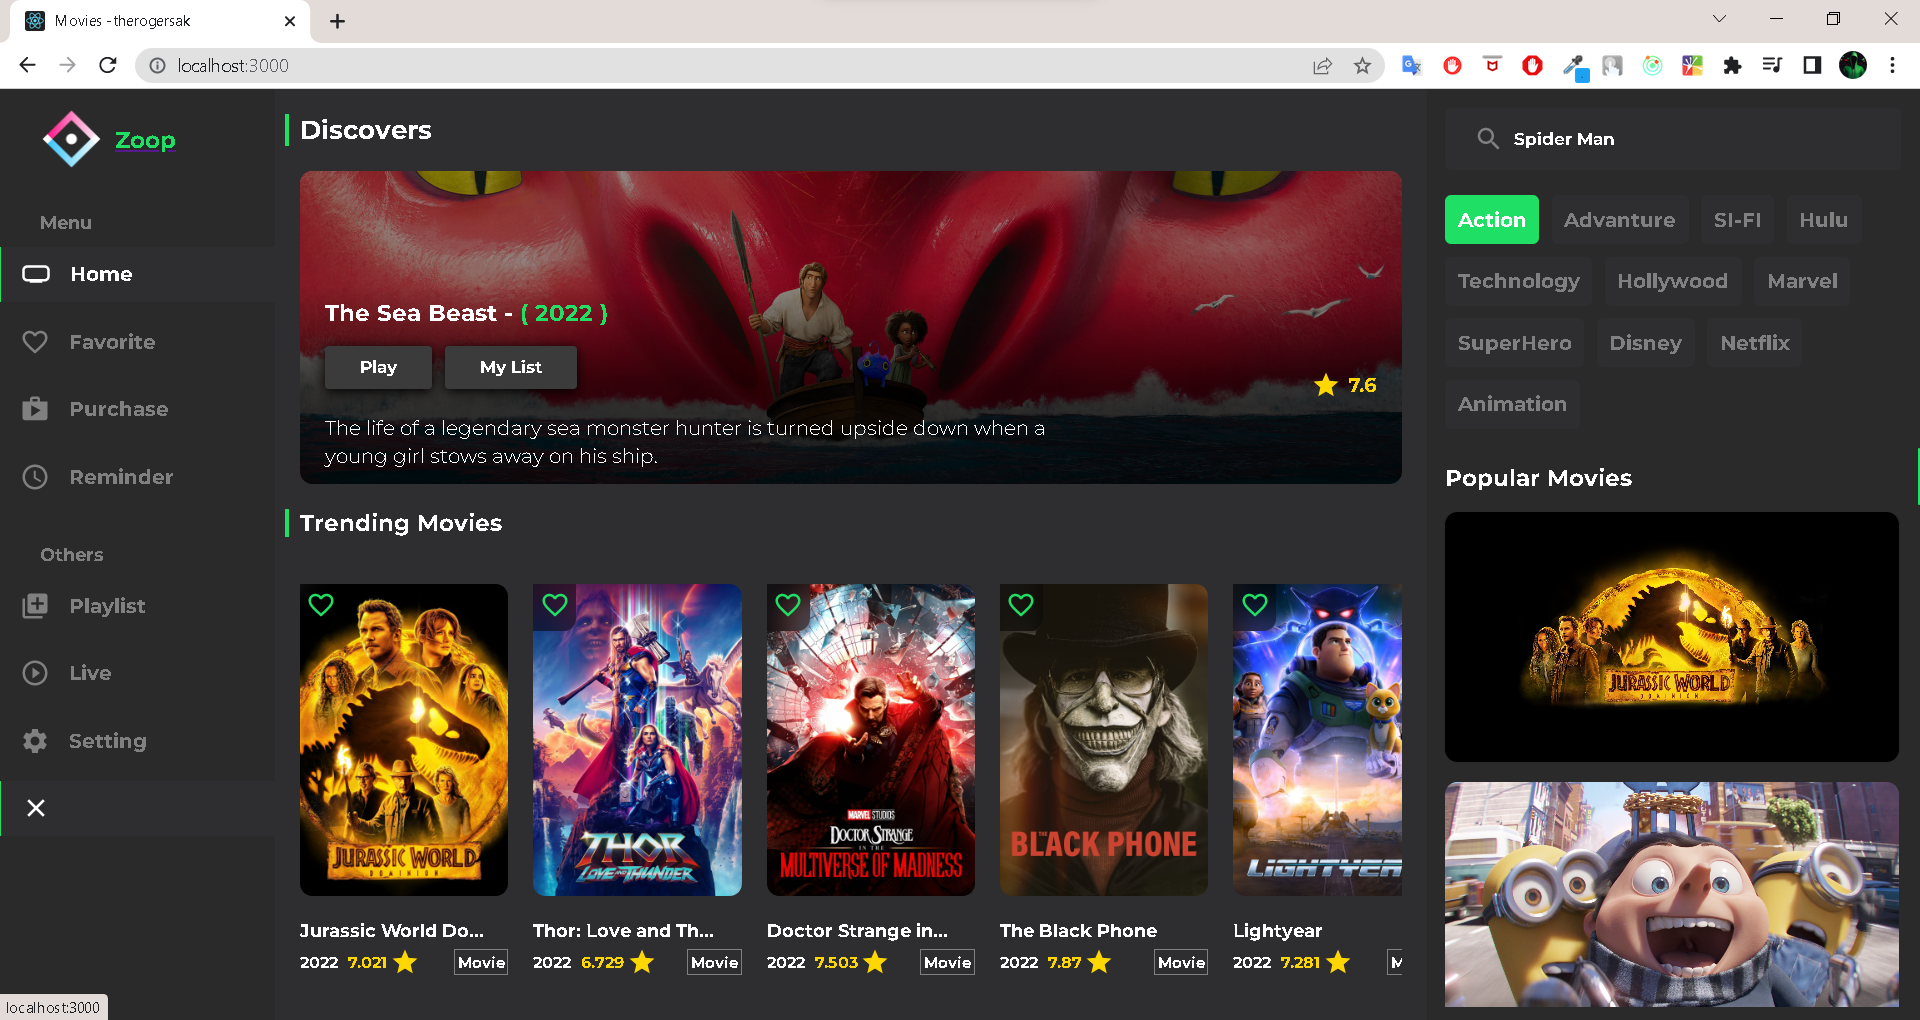 Movies - therogersak
localhost:3000
Zoop
Menu
Home
Favorite
Purchase
Reminder
Others
Playlist
Live
Setting
localhost:3000
Discovers
The Sea Beast - ( 2022 )
Play
My List
7.6
The life of a legendary sea monster hunter is turned upside down when a
young girl stows away on his ship.
Trending Movies
JURASSIC WORLD
DOMINION
Jurassic World Do...
2022 7.021 Movie
THOR
LOVE AND THUNDER
Thor: Love and Th...
2022 6.729 Movie
MARVEL STUDIOS
DOCTOR STRANGE
IN THE
MULTIVERSE OF MADNESS
Doctor Strange in...
2022 7.503 Movie
THE
BLACK PHONE
The Black Phone
2022 7.87 Movie
LIGHTYEAR
Lightyear
2022 7.281 M
Spider Man
Action
Advanture
SI-FI
Hulu
Technology
Hollywood
Marvel
SuperHero
Disney
Netflix
Animation
Popular Movies
JURASSIC WORLD
DOMINION